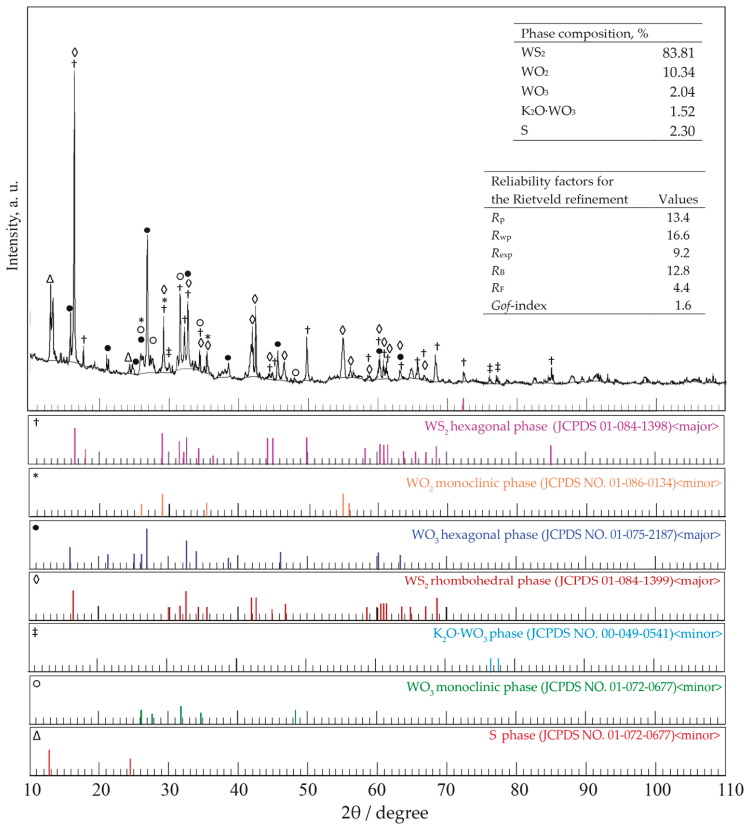 Phase composition, %
WS₂ 83.81
WO₂ 10.34
WO₃ 2.04
K₂O·WO₃ 1.52
S 2.30
Reliability factors for
the Rietveld refinement Values
Rp 13.4
Rwp 16.6
Rexp 9.2
RB 12.8
RF 4.4
Gof-index 1.6
Intensity, a. u.
† WS₂ hexagonal phase (JCPDS 01-084-1398)<major>
* WO₂ monoclinic phase (JCPDS NO. 01-086-0134)<minor>
● WO₃ hexagonal phase (JCPDS NO. 01-075-2187)<major>
◊ WS₂ rhombohedral phase (JCPDS 01-084-1399)<major>
‡ K₂O·WO₃ phase (JCPDS NO. 00-049-0541)<minor>
○ WO₃ monoclinic phase (JCPDS NO. 01-072-0677)<minor>
Δ S phase (JCPDS NO. 01-072-0677)<minor>
10 20 30 40 50 60 70 80 90 100 110
2θ / degree